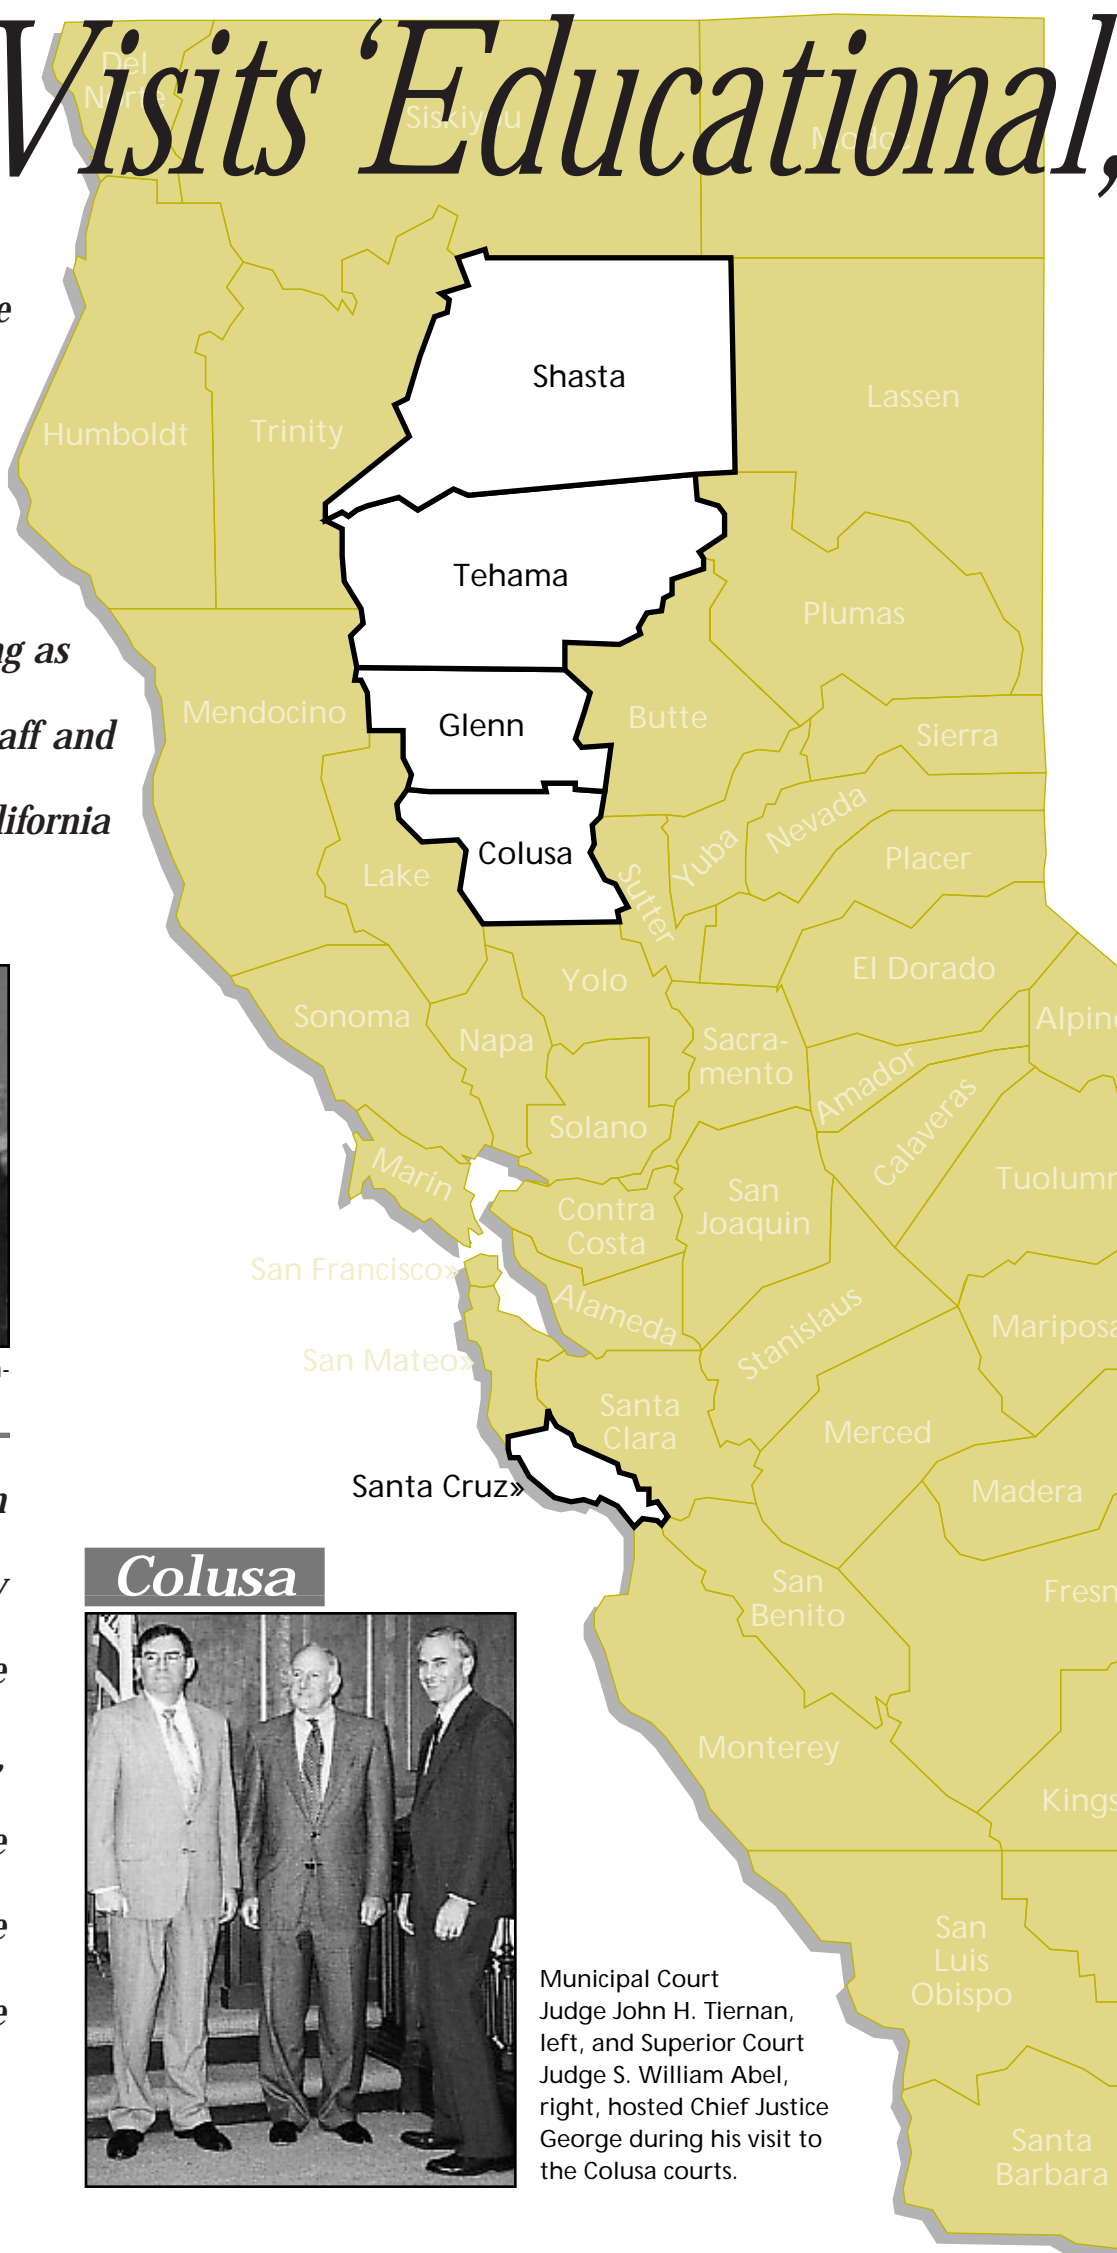 Visits ‘Educational,
Del
Norte
Siskiyou
Modoc
e
Shasta
Lassen
Humboldt
Trinity
Tehama
Plumas
ng as
Mendocino
Glenn
Butte
Sierra
aff and
lifornia
Nevada
Yuba
Placer
Colusa
Lake
Sutter
El Dorado
Yolo
Sonoma
Napa
Sacra-
mento
Alpine
Amador
Calaveras
Solano
Marin
Tuolumn
San
Joaquin
Contra
Costa
San Francisco»
Alameda
Stanislaus
Mariposa
San Mateo»
Santa
Clara
Merced
Santa Cruz»
Madera
n
y
e
,
e
e
e
Colusa
San
Benito
Fresn
Monterey
Kings
San
Luis
Obispo
Santa
Barbara
Municipal Court
Judge John H. Tiernan,
left, and Superior Court
Judge S. William Abel,
right, hosted Chief Justice
George during his visit to
the Colusa courts.